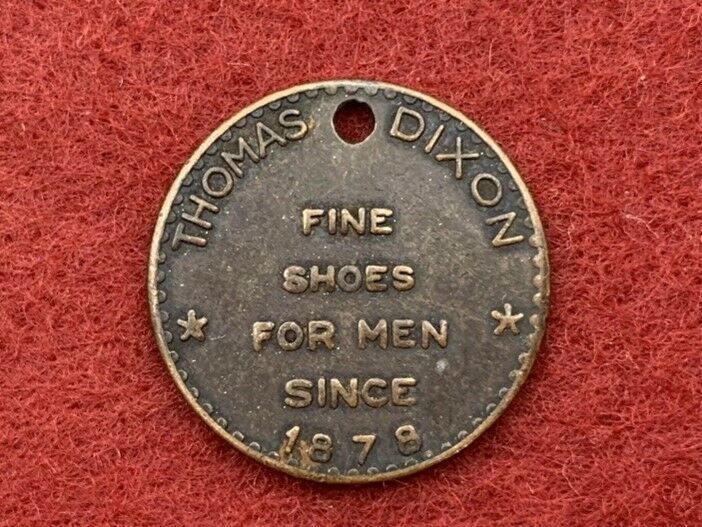 THOMAS DIXON
FINE
SHOES
FOR MEN
SINCE
1878